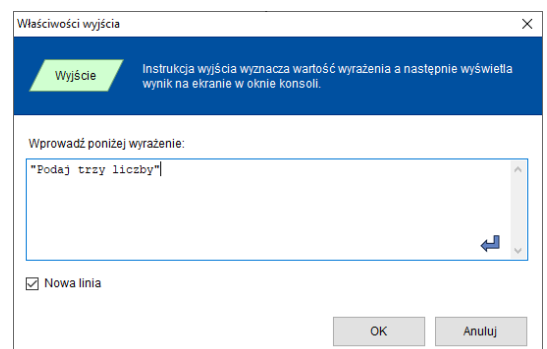 Właściwości wyjścia
Wyjście
Instrukcja wyjścia wyznacza wartość wyrażenia a następnie wyświetla
wynik na ekranie w oknie konsoli.
Wprowadź poniżej wyrażenie:
"Podaj trzy liczby"
Nowa linia
OK
Anuluj